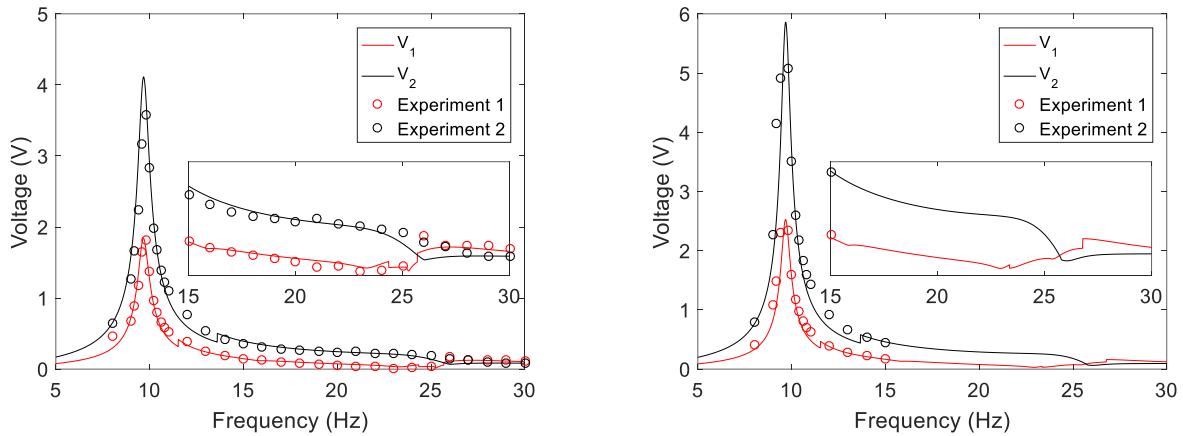 5
4
3
2
1
0
Voltage (V)
V1
V2
Experiment 1
Experiment 2
15 20 25 30
5 10 15 20 25 30
Frequency (Hz)
6
5
4
3
2
1
0
Voltage (V)
V1
V2
Experiment 1
Experiment 2
15 20 25 30
5 10 15 20 25 30
Frequency (Hz)